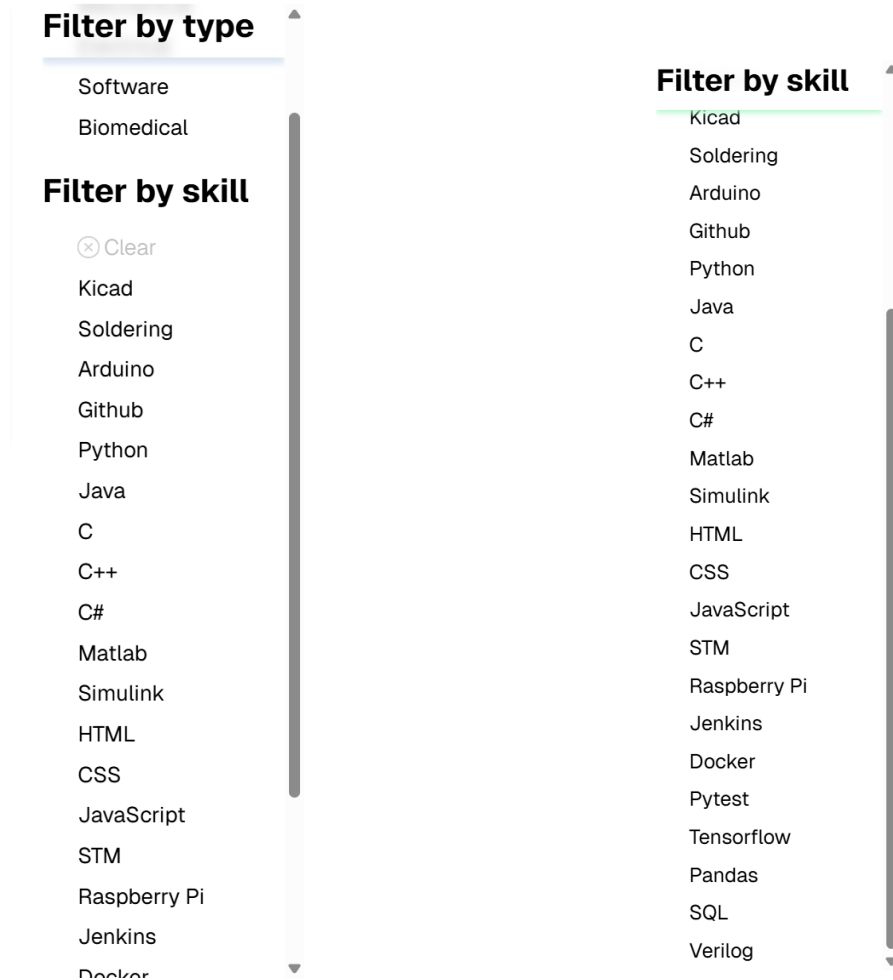 Filter by type
Software
Biomedical
Filter by skill
Clear
Kicad
Soldering
Arduino
Github
Python
Java
C
C++
C#
Matlab
Simulink
HTML
CSS
JavaScript
STM
Raspberry Pi
Jenkins
Docker
Filter by skill
Kicad
Soldering
Arduino
Github
Python
Java
C
C++
C#
Matlab
Simulink
HTML
CSS
JavaScript
STM
Raspberry Pi
Jenkins
Docker
Pytest
Tensorflow
Pandas
SQL
Verilog